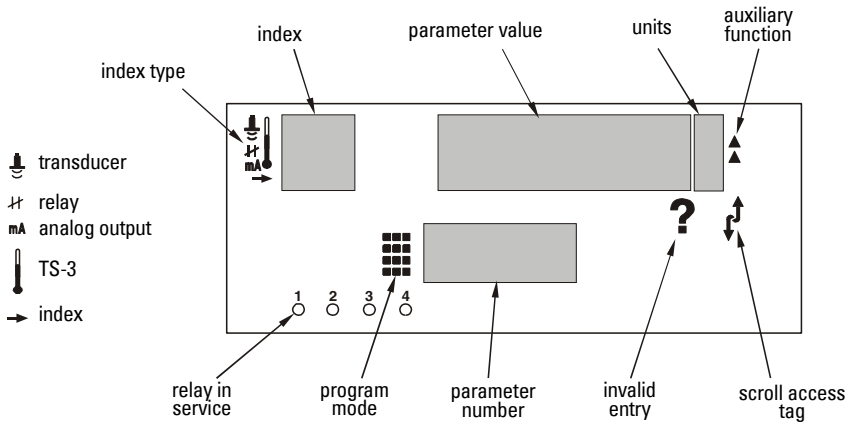 auxiliary
function
index
parameter value
units
index type
mA
transducer
relay
mA analog output
TS-3
index
?
1 2 3 4
relay in
service
program
mode
parameter
number
invalid
entry
scroll access
tag